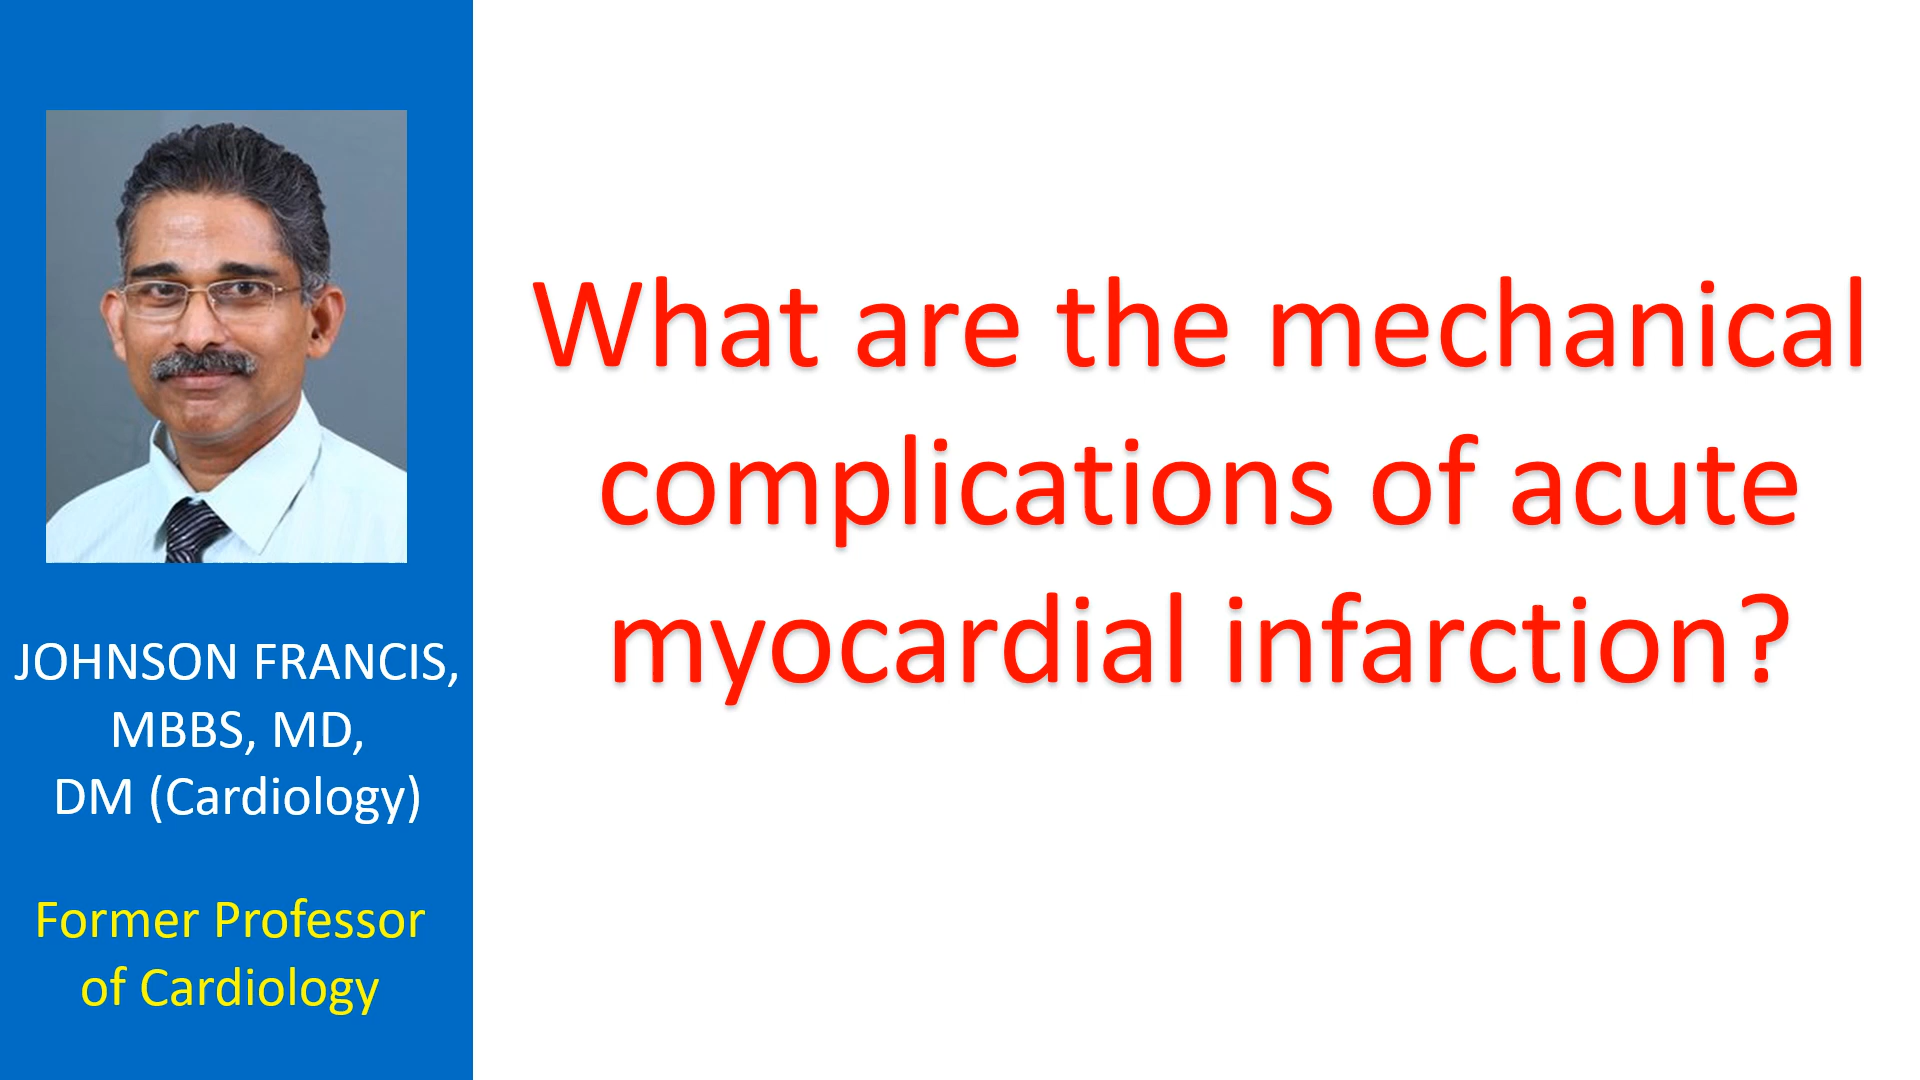 JOHNSON FRANCIS,
MBBS, MD,
DM (Cardiology)
Former Professor
of Cardiology
What are the mechanical
complications of acute
myocardial infarction?